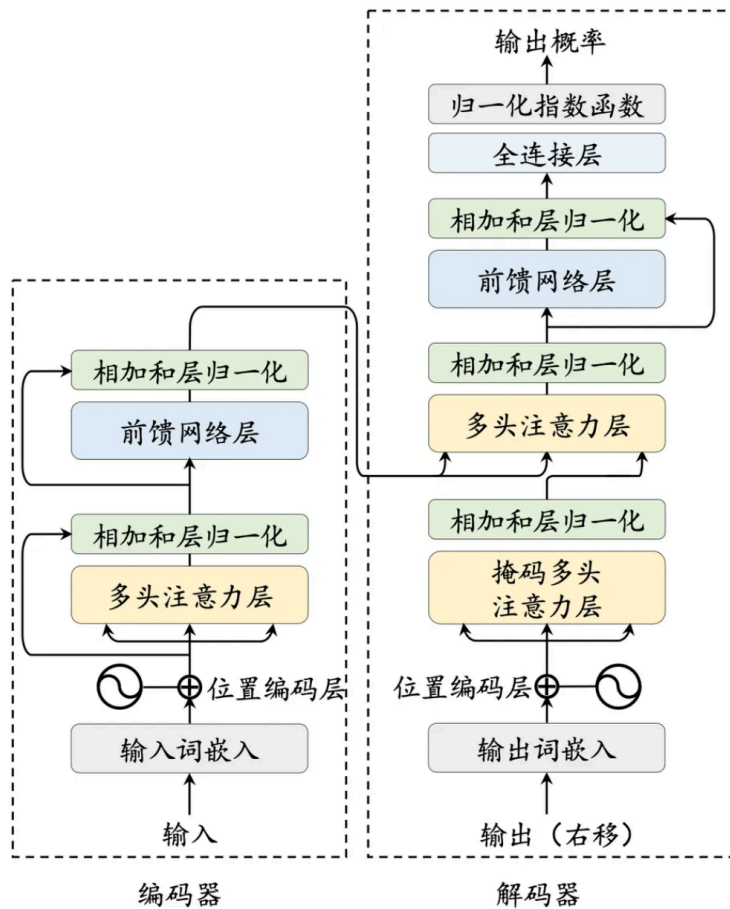 输出概率
归一化指数函数
全连接层
相加和层归一化
前馈网络层
相加和层归一化
多头注意力层
相加和层归一化
掩码多头
注意力层
位置编码层
输出词嵌入
输出（右移）
解码器
相加和层归一化
前馈网络层
相加和层归一化
多头注意力层
位置编码层
输入词嵌入
输入
编码器